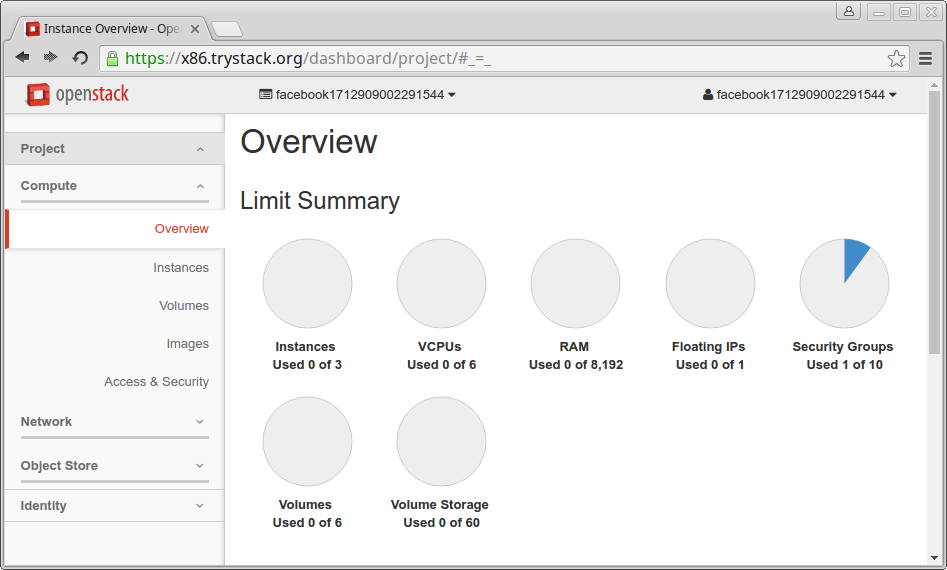 Instance Overview - Ope
https://x86.trystack.org/dashboard/project/#_=_
openstack
facebook1712909002291544
facebook1712909002291544
Project
Compute
Overview
Instances
Volumes
Images
Access & Security
Network
Object Store
Identity
Overview
Limit Summary
Instances
Used 0 of 3
VCPUs
Used 0 of 6
RAM
Used 0 of 8,192
Floating IPs
Used 0 of 1
Security Groups
Used 1 of 10
Volumes
Used 0 of 6
Volume Storage
Used 0 of 60